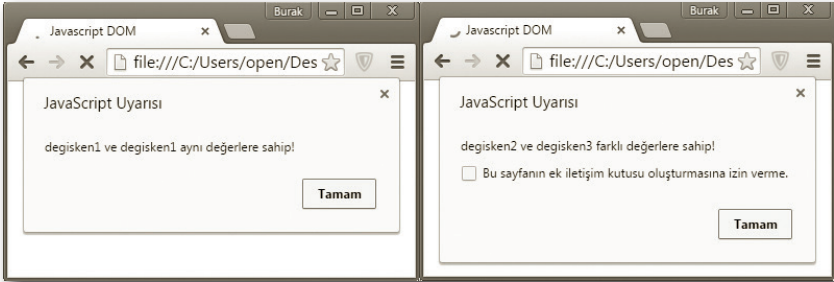 Burak
Javascript DOM
file:///C:/Users/open/Des
JavaScript Uyarısı
degisken1 ve degisken1 aynı değerlere sahip!
Tamam
Burak
Javascript DOM
file:///C:/Users/open/Des
JavaScript Uyarısı
degisken2 ve degisken3 farklı değerlere sahip!
Bu sayfanın ek iletişim kutusu oluşturmasına izin verme.
Tamam